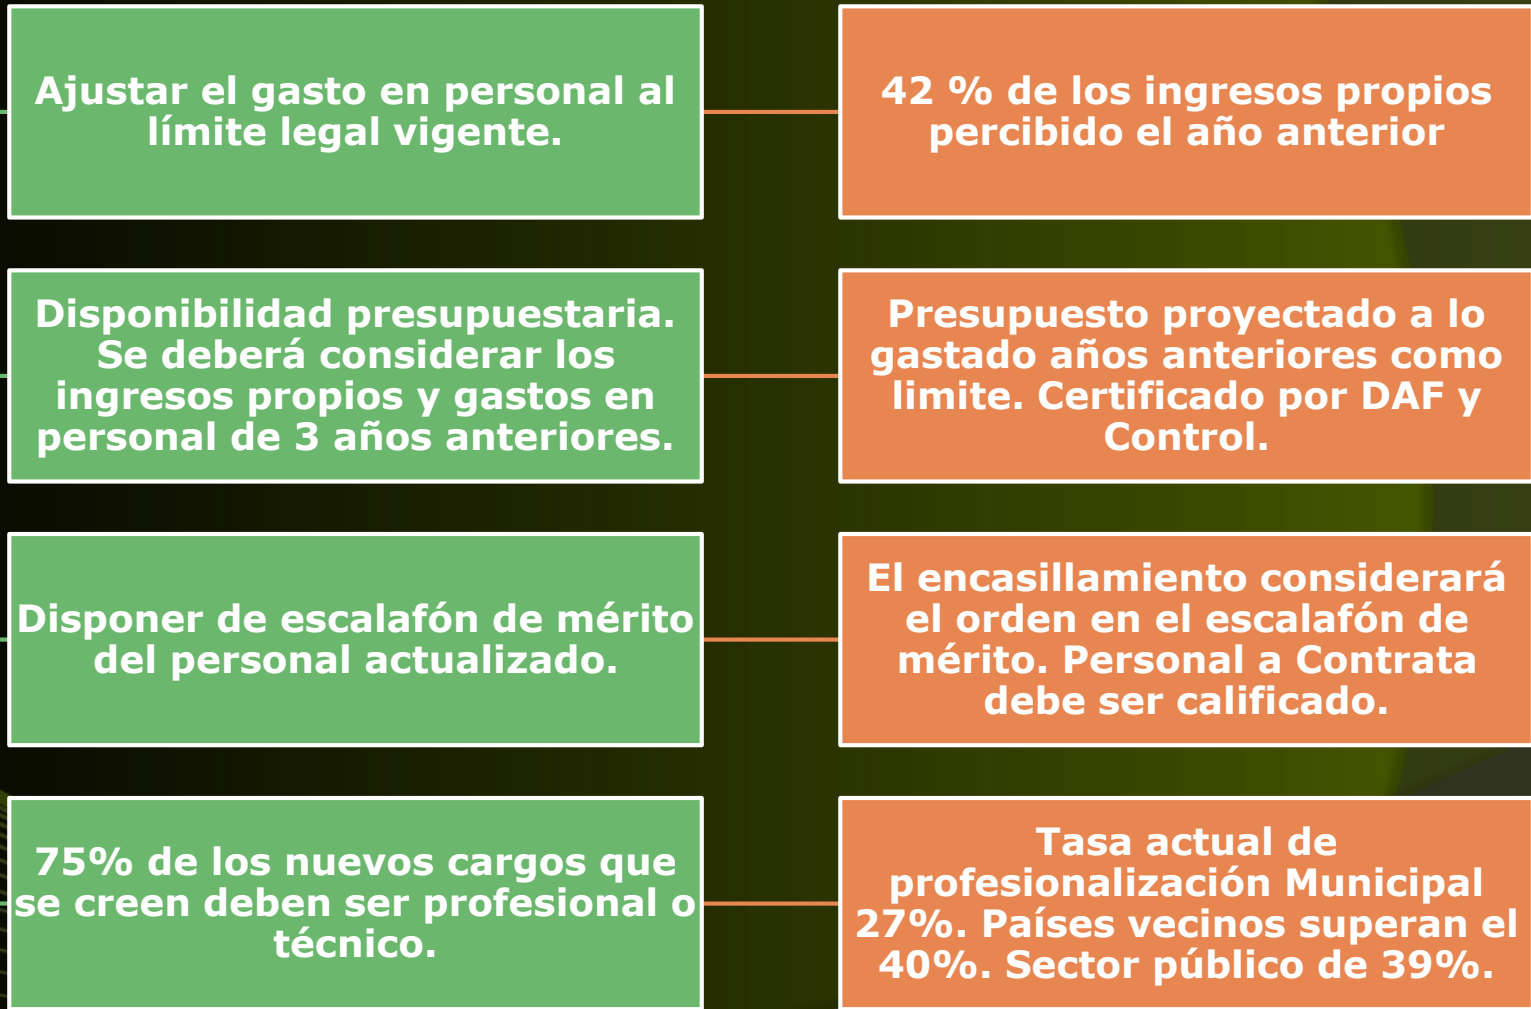 Ajustar el gasto en personal al
límite legal vigente.
42 % de los ingresos propios
percibido el año anterior
Disponibilidad presupuestaria.
Se deberá considerar los
ingresos propios y gastos en
personal de 3 años anteriores.
Presupuesto proyectado a lo
gastado años anteriores como
limite. Certificado por DAF y
Control.
Disponer de escalafón de mérito
del personal actualizado.
El encasillamiento considerará
el orden en el escalafón de
mérito. Personal a Contrata
debe ser calificado.
75% de los nuevos cargos que
se creen deben ser profesional o
técnico.
Tasa actual de
profesionalización Municipal
27%. Países vecinos superan el
40%. Sector público de 39%.